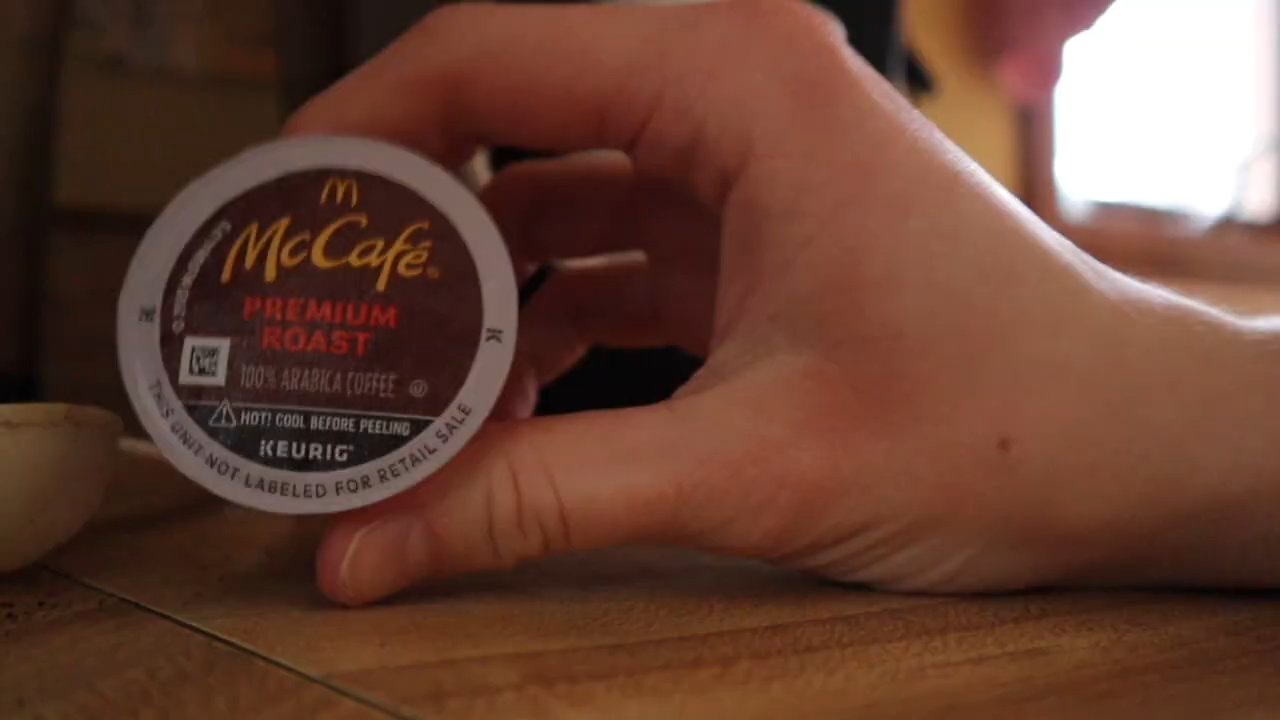 McCafé®
PREMIUM
ROAST
100% ARABICA COFFEE
HOT! COOL BEFORE PEELING
KEURIG®
THIS UNIT NOT LABELED FOR RETAIL SALE
K